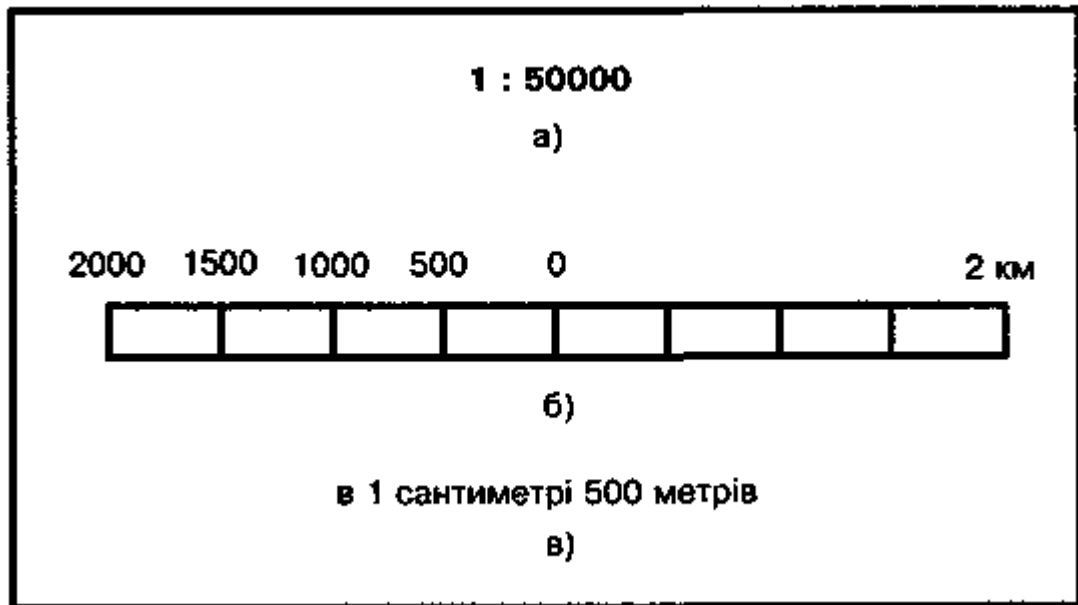 1 : 50000
а)
2000 1500 1000 500 0 2 км
б)
в 1 сантиметрі 500 метрів
в)